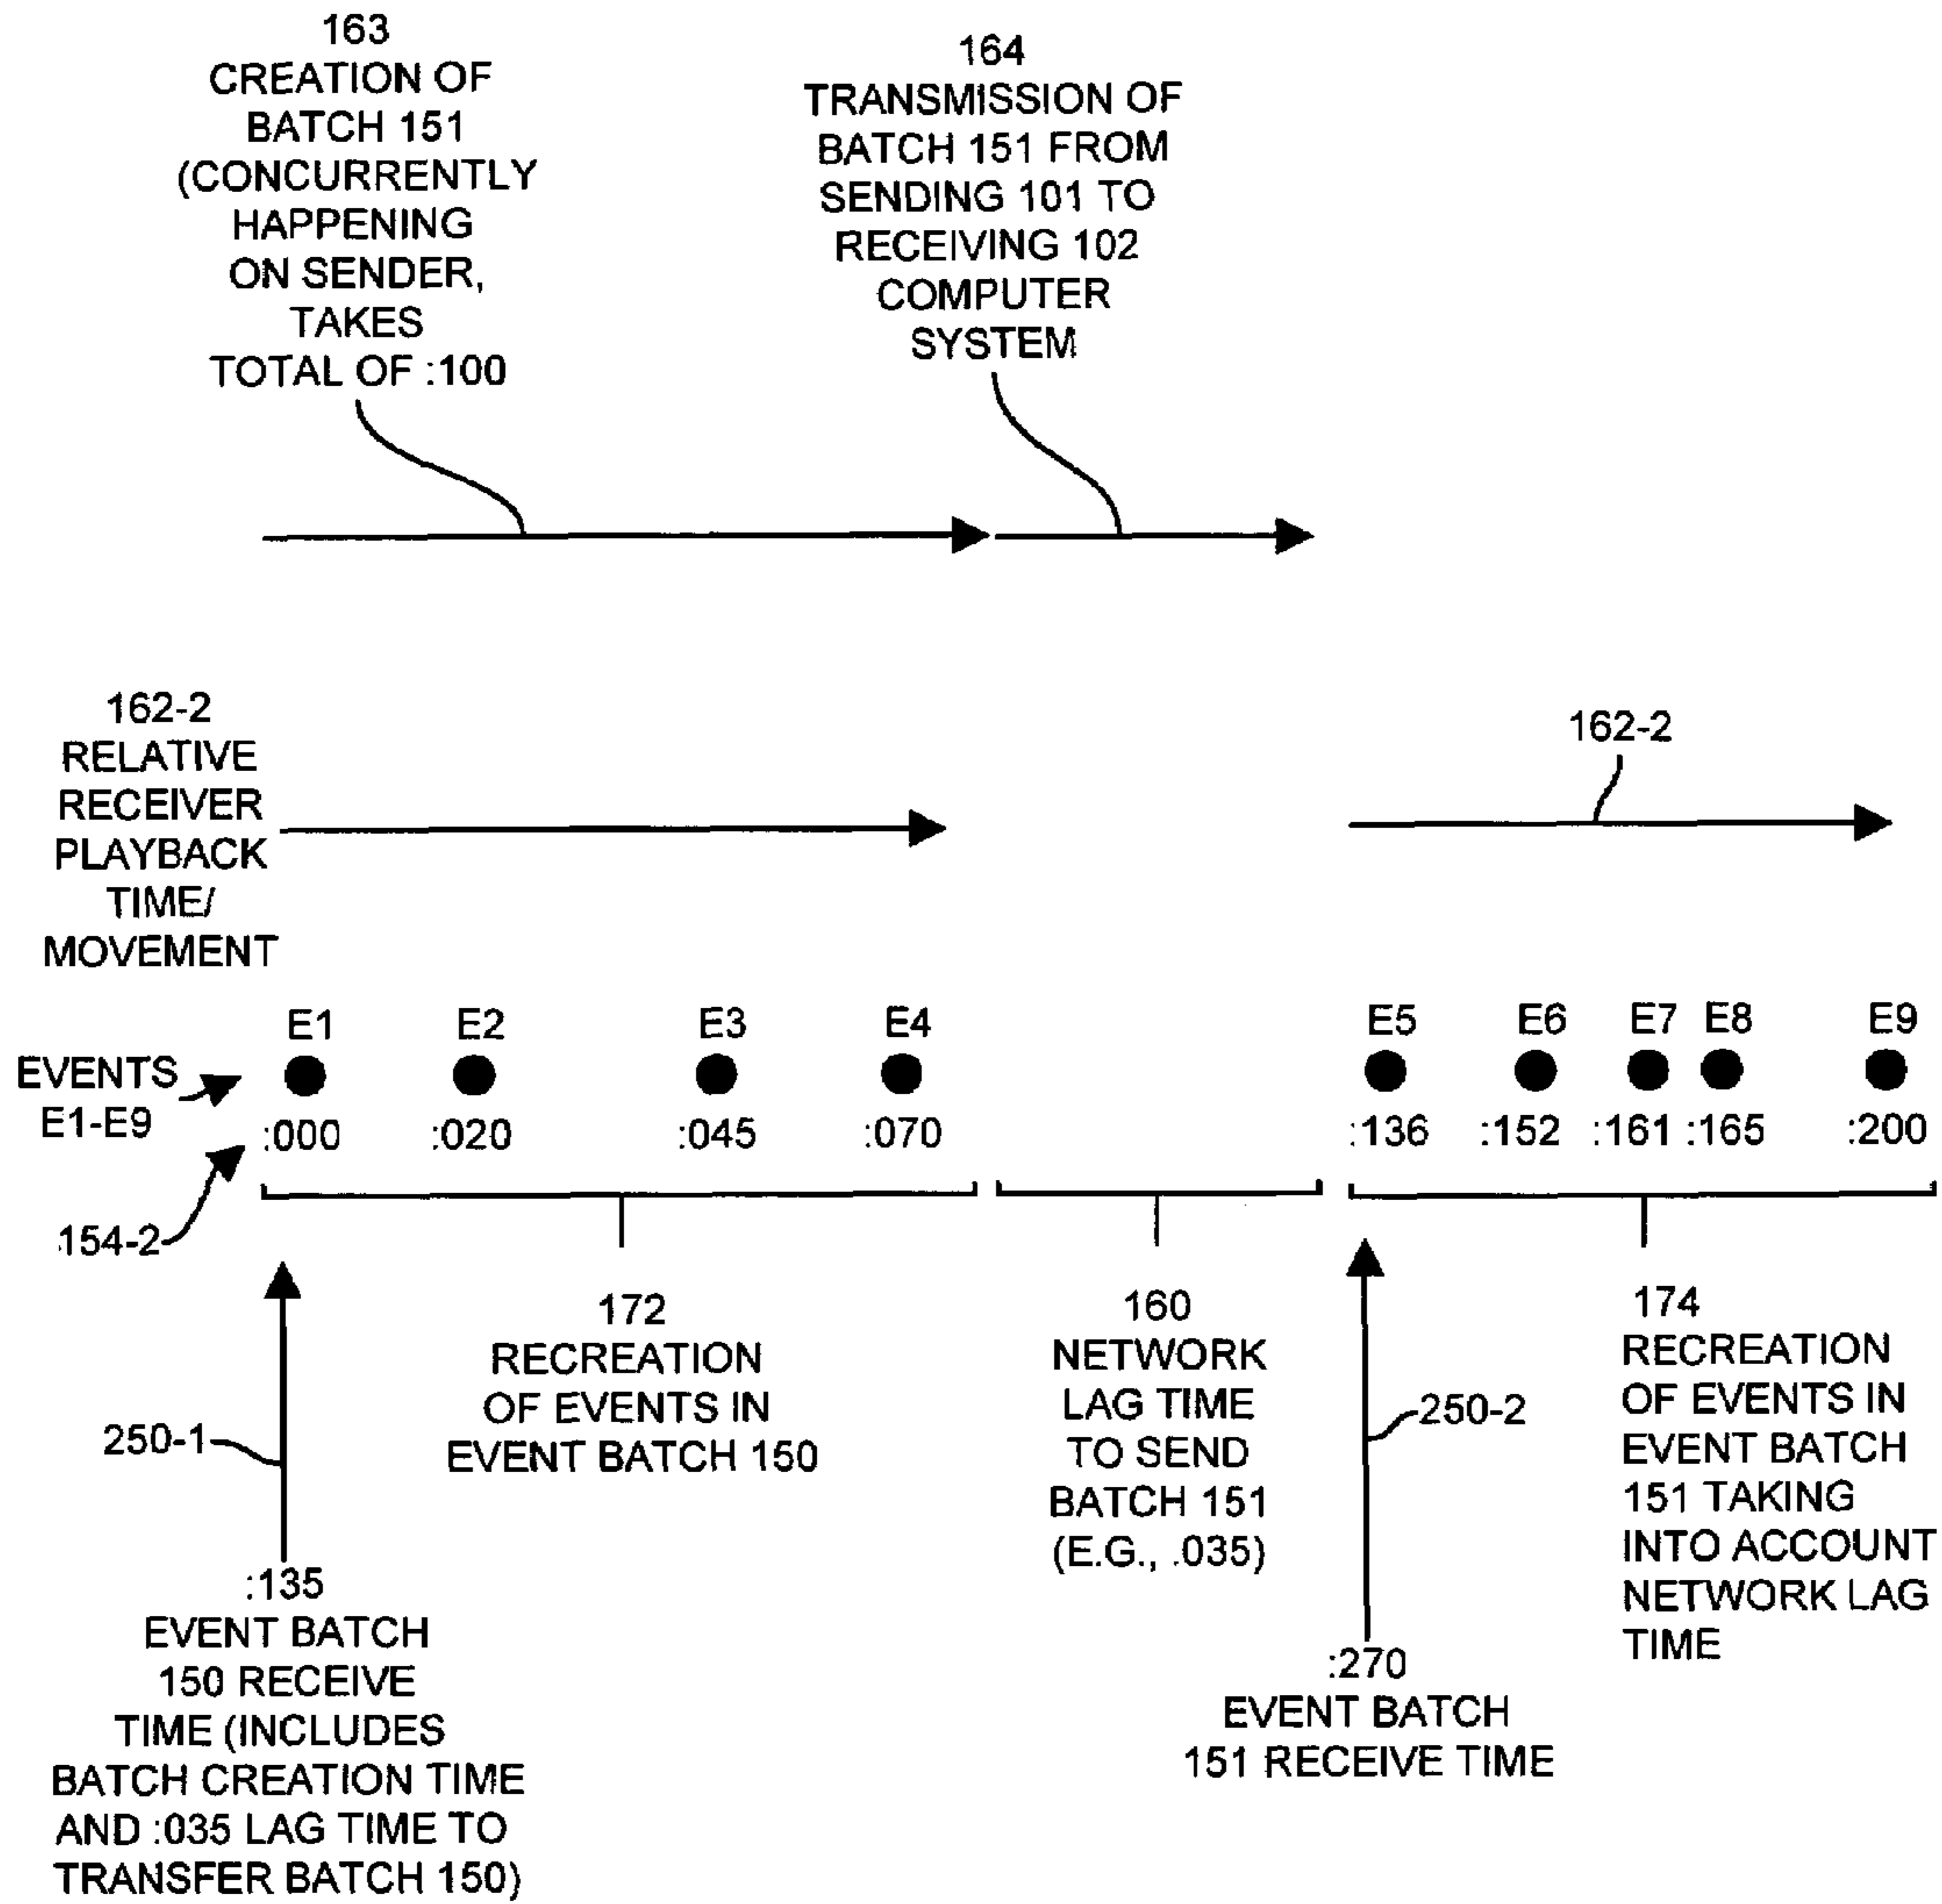 163
CREATION OF
BATCH 151
(CONCURRENTLY
HAPPENING
ON SENDER,
TAKES
TOTAL OF :100
164
TRANSMISSION OF
BATCH 151 FROM
SENDING 101 TO
RECEIVING 102
COMPUTER
SYSTEM
162-2
RELATIVE
RECEIVER
PLAYBACK
TIME/
MOVEMENT
162-2
E1 E2 E3 E4 E5 E6 E7 E8 E9
EVENTS
E1-E9
:000 :020 :045 :070 :136 :152 :161 :165 :200
154-2
250-1
:135
EVENT BATCH
150 RECEIVE
TIME (INCLUDES
BATCH CREATION TIME
AND :035 LAG TIME TO
TRANSFER BATCH 150)
172
RECREATION
OF EVENTS IN
EVENT BATCH 150
160
NETWORK
LAG TIME
TO SEND
BATCH 151
(E.G., .035)
250-2
:270
EVENT BATCH
151 RECEIVE TIME
174
RECREATION
OF EVENTS IN
EVENT BATCH
151 TAKING
INTO ACCOUNT
NETWORK LAG
TIME